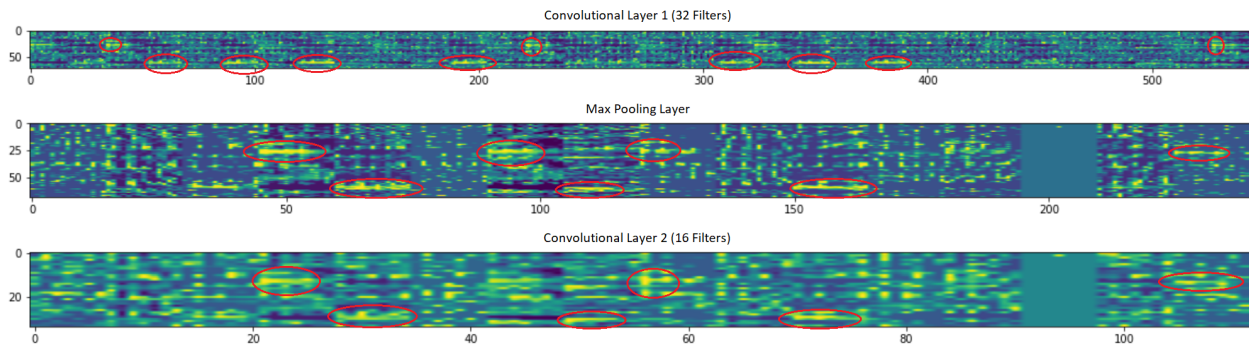 Convolutional Layer 1 (32 Filters)
0
50
0 100 200 300 400 500
Max Pooling Layer
0
25
50
0 50 100 150 200
Convolutional Layer 2 (16 Filters)
0
20
0 20 40 60 80 100